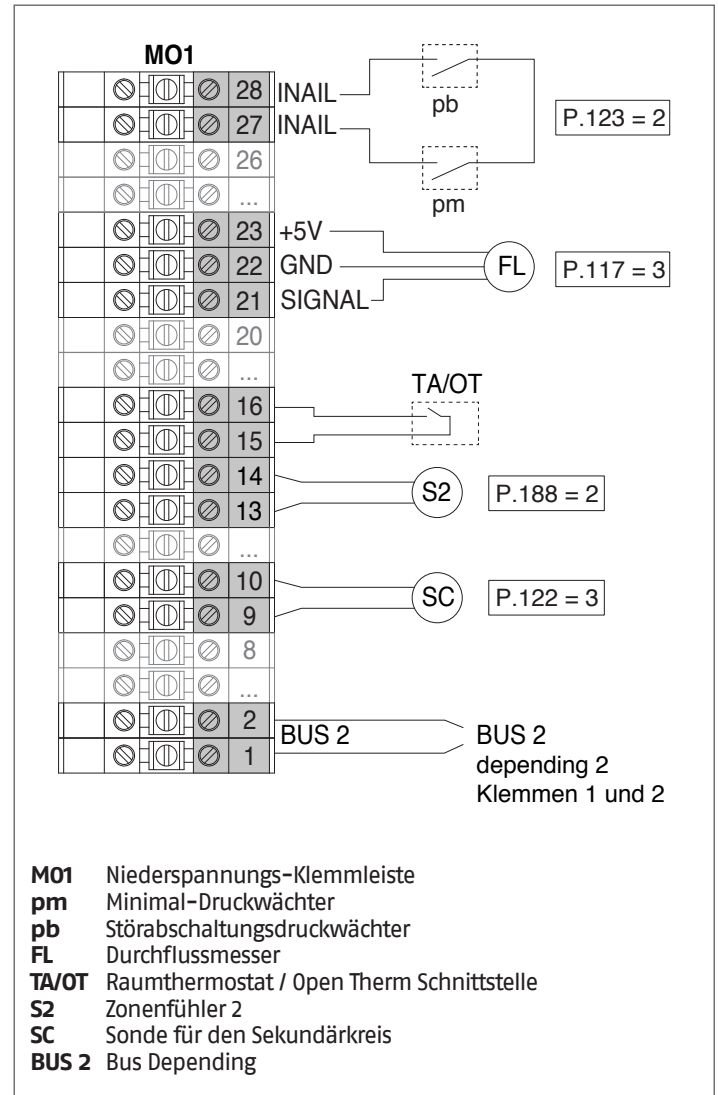 MO1
28 INAIL
pb
27 INAIL
P.123 = 2
26
...
pm
23 +5V
22 GND
FL
P.117 = 3
21 SIGNAL
20
...
TA/OT
16
15
14
S2
P.188 = 2
13
...
10
SC
P.122 = 3
9
8
...
2
BUS 2
BUS 2
1
depending 2
Klemmen 1 und 2
MO1 Niederspannungs-Klemmleiste
pm Minimal-Druckwächter
pb Störabschaltungsdruckwächter
FL Durchflussmesser
TA/OT Raumthermostat / Open Therm Schnittstelle
S2 Zonenfühler 2
SC Sonde für den Sekundärkreis
BUS 2 Bus Depending